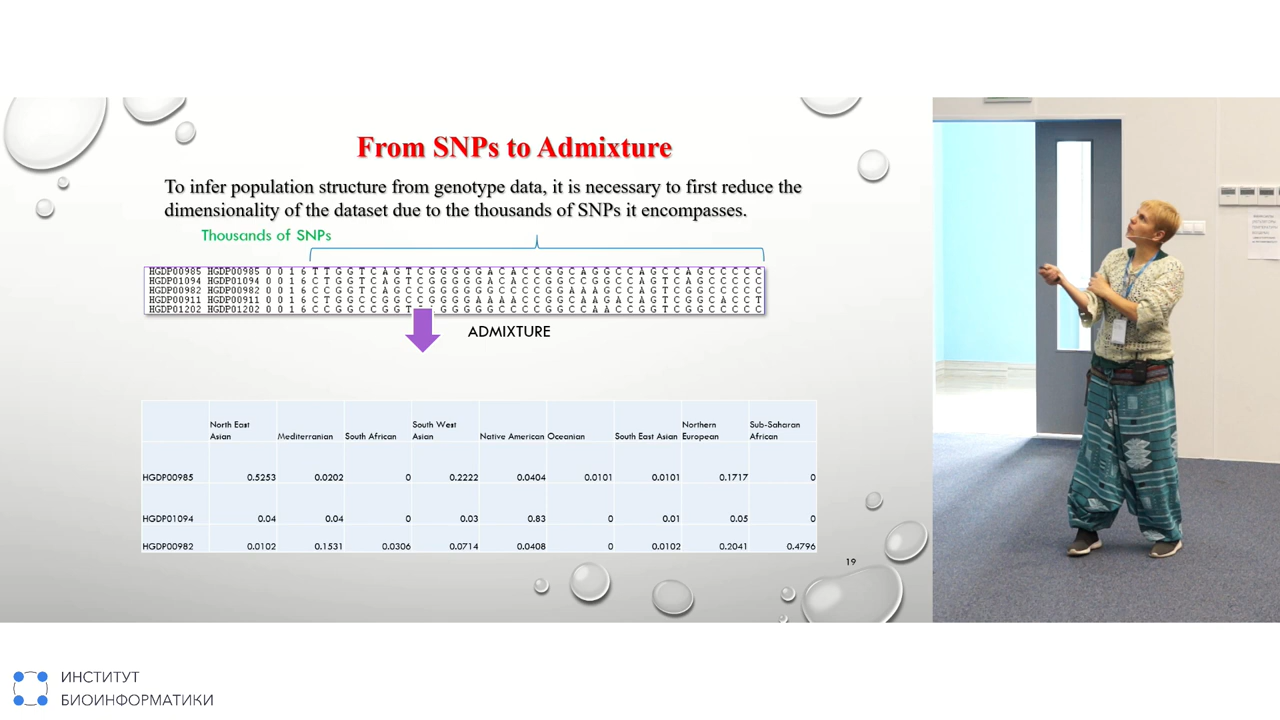 From SNPs to Admixture
To infer population structure from genotype data, it is necessary to first reduce the
dimensionality of the dataset due to the thousands of SNPs it encompasses.
Thousands of SNPs
HGDP00985 HGDP00985 0 0 1 6 T T G G T C A G T C G G G G G A C A C C G G C A G G C C A G C C A G C C C C C
HGDP01094 HGDP01094 0 0 1 6 C T G G T C A G T C G G G G G A C A C C G G C A G G C C A G T C A G C C C C C
HGDP00982 HGDP00982 0 0 1 6 C C G G T C A G C C G G G G G A C A C C G G C C A G C C A G T C G G C C C C C
HGDP00911 HGDP00911 0 0 1 6 C T G G C C G G T C G G G G G A A A A C C G G C A A G A C A G T C G G C A C C T
HGDP01202 HGDP01202 0 0 1 6 C C G G C C G G T G G G G G C C C C G G C C A A C C G G T C G G C C C C
ADMIXTURE
North East Asian Mediterranian South African South West Asian Native American Oceanian South East Asian Northern European Sub-Saharan African
HGDP00985 0.5253 0.0202 0 0.2222 0.0404 0.0101 0.0101 0.1717 0
HGDP01094 0.04 0.04 0 0.03 0.83 0 0.01 0.05 0
HGDP00982 0.0102 0.1531 0.0306 0.0714 0.0408 0 0.0102 0.2041 0.4796
19
ИНСТИТУТ
БИОИНФОРМАТИКИ